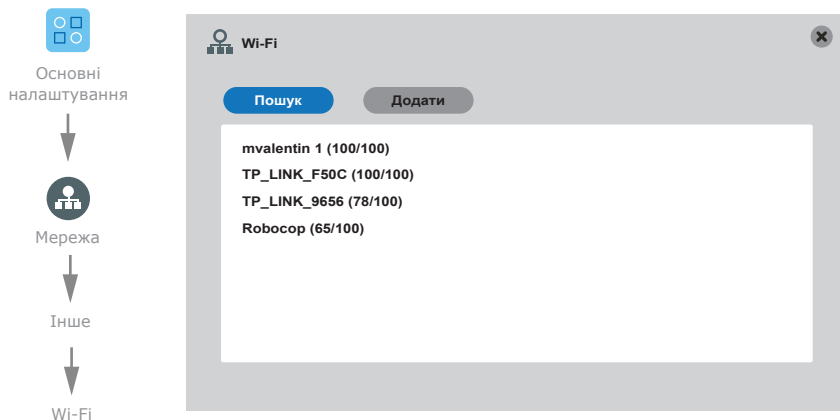 Основні
налаштування
Мережа
Інше
Wi-Fi
Wi-Fi
Пошук
Додати
mvalentin 1 (100/100)
TP_LINK_F50C (100/100)
TP_LINK_9656 (78/100)
Robocop (65/100)